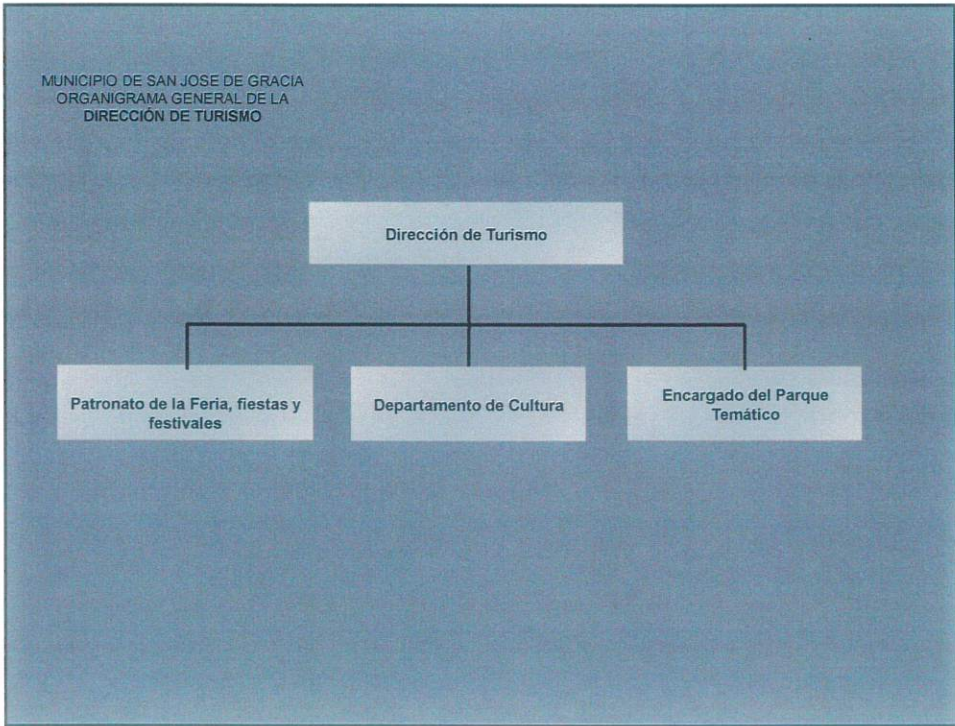 MUNICIPIO DE SAN JOSE DE GRACIA
ORGANIGRAMA GENERAL DE LA
DIRECCIÓN DE TURISMO
Dirección de Turismo
Patronato de la Feria, fiestas y
festivales
Departamento de Cultura
Encargado del Parque
Temático